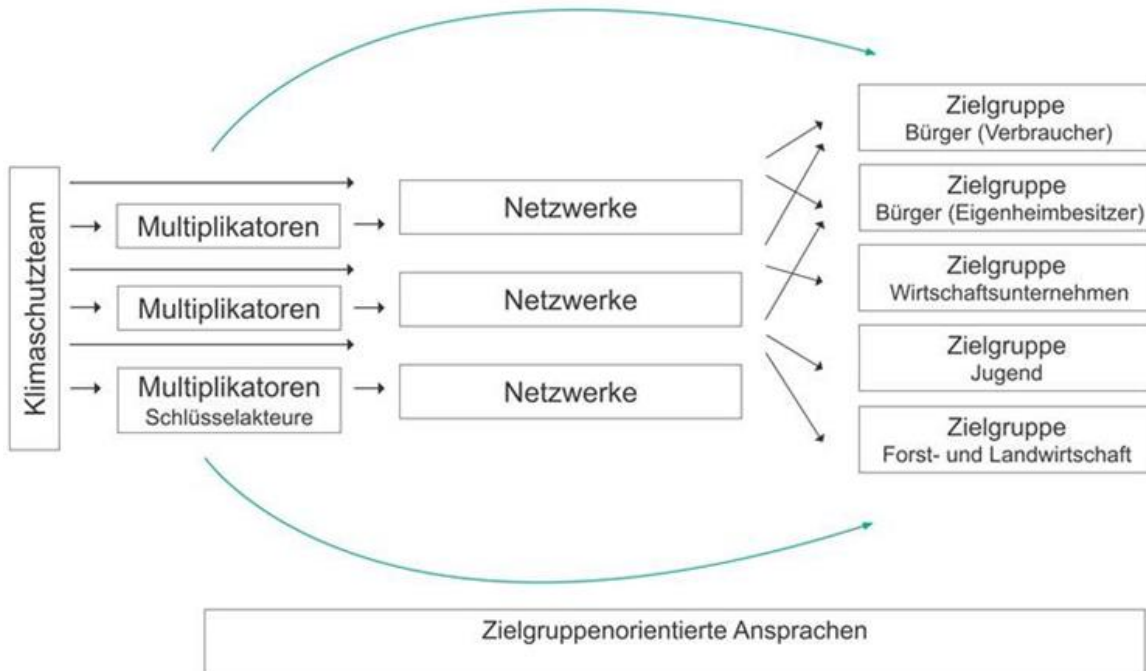 Klimaschutzteam
Multiplikatoren
Multiplikatoren
Multiplikatoren
Schlüsselakteure
Netzwerke
Netzwerke
Netzwerke
Zielgruppe
Bürger (Verbraucher)
Zielgruppe
Bürger (Eigenheimbesitzer)
Zielgruppe
Wirtschaftsunternehmen
Zielgruppe
Jugend
Zielgruppe
Forst- und Landwirtschaft
Zielgruppenorientierte Ansprachen